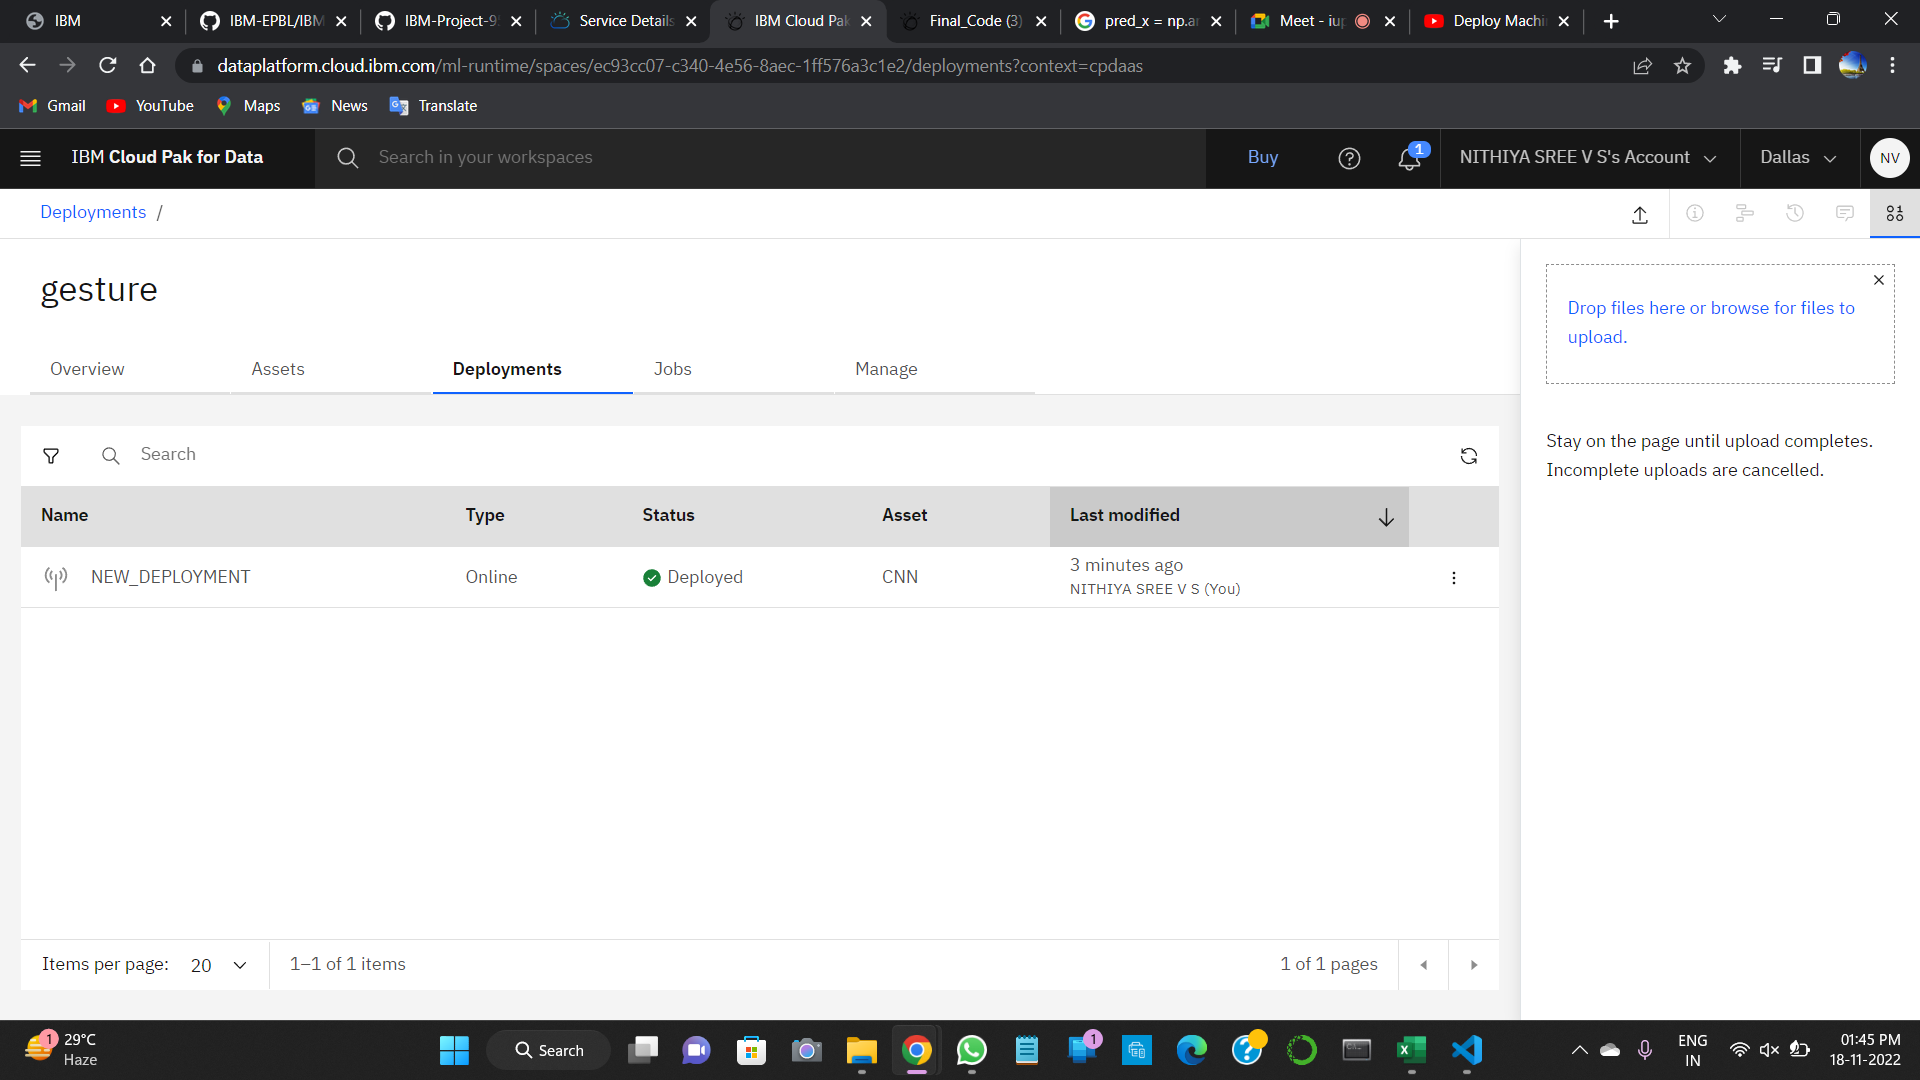 IBM
IBM-EPBL/IBM
IBM-Project-95
Service Details
IBM Cloud Pak
Final_Code (3)
pred_x = np.ar
Meet - iup
Deploy Machi
dataplatform.cloud.ibm.com/ml-runtime/spaces/ec93cc07-c340-4e56-8aec-1ff576a3c1e2/deployments?context=cpdaas
Gmail
YouTube
Maps
News
Translate
IBM Cloud Pak for Data
Search in your workspaces
Buy
1
NITHIYA SREE V S's Account
Dallas
NV
Deployments /
gesture
Drop files here or browse for files to
upload.
Overview
Assets
Deployments
Jobs
Manage
Stay on the page until upload completes.
Incomplete uploads are cancelled.
Search
Name Type Status Asset Last modified
NEW_DEPLOYMENT Online Deployed CNN 3 minutes ago
NITHIYA SREE V S (You)
Items per page: 20 1–1 of 1 items 1 of 1 pages
1
29°C
Haze
Search
1
ENG
IN
01:45 PM
18-11-2022